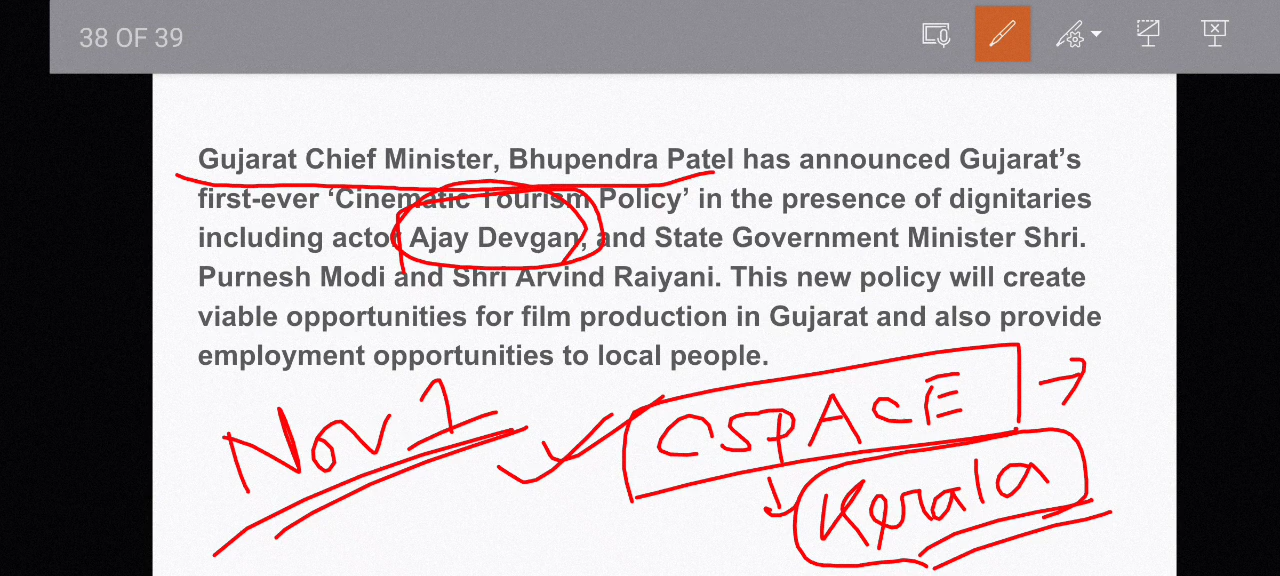 38 OF 39
Gujarat Chief Minister, Bhupendra Patel has announced Gujarat's
first-ever 'Cinematic Tourism Policy' in the presence of dignitaries
including actor Ajay Devgan, and State Government Minister Shri.
Purnesh Modi and Shri Arvind Raiyani. This new policy will create
viable opportunities for film production in Gujarat and also provide
employment opportunities to local people.
Nov 1
CSPACE
Kerala